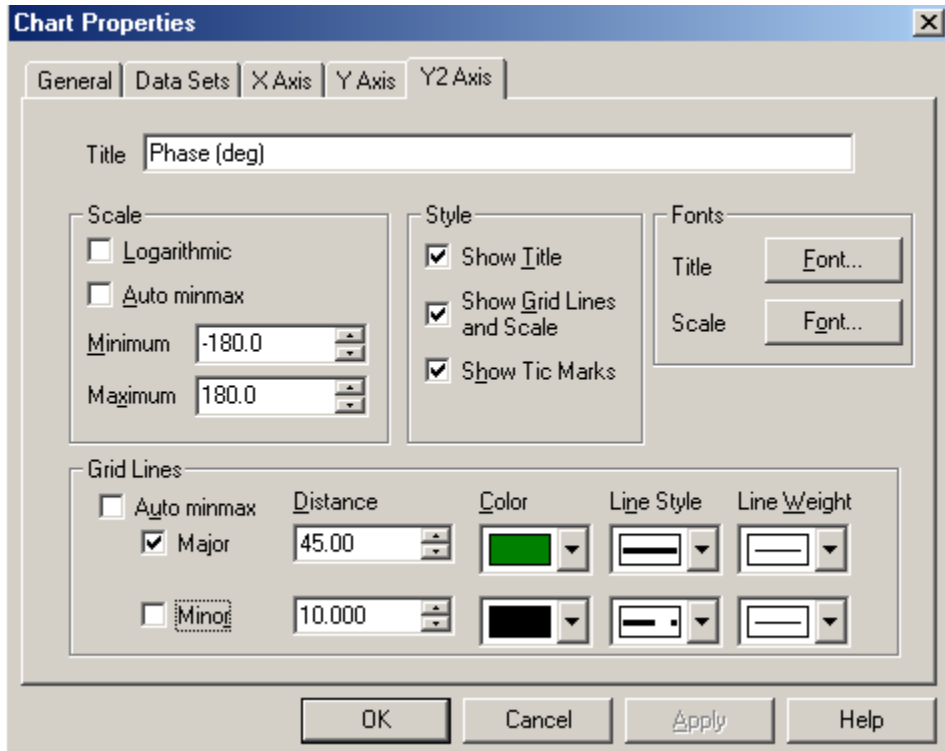 Chart Properties
General Data Sets X Axis Y Axis Y2 Axis
Title Phase (deg)
Scale
Logarithmic
Auto minmax
Minimum -180.0
Maximum 180.0
Style
Show Title
Show Grid Lines
and Scale
Show Tic Marks
Fonts
Title Font...
Scale Font...
Grid Lines
Auto minmax Distance Color Line Style Line Weight
Major 45.00
Minor 10.000
OK Cancel Apply Help